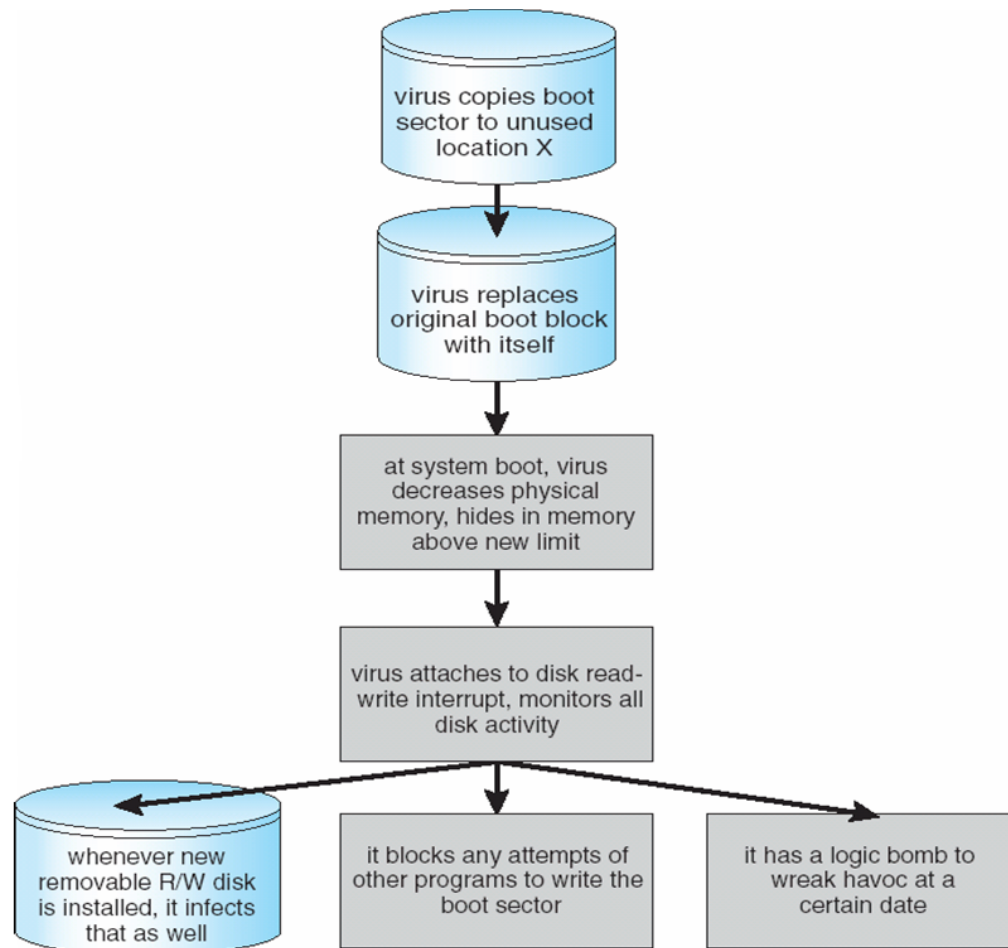 virus copies boot
sector to unused
location X
virus replaces
original boot block
with itself
at system boot, virus
decreases physical
memory, hides in memory
above new limit
virus attaches to disk read-
write interrupt, monitors all
disk activity
whenever new
removable R/W disk
is installed, it infects
that as well
it blocks any attempts of
other programs to write the
boot sector
it has a logic bomb to
wreak havoc at a
certain date